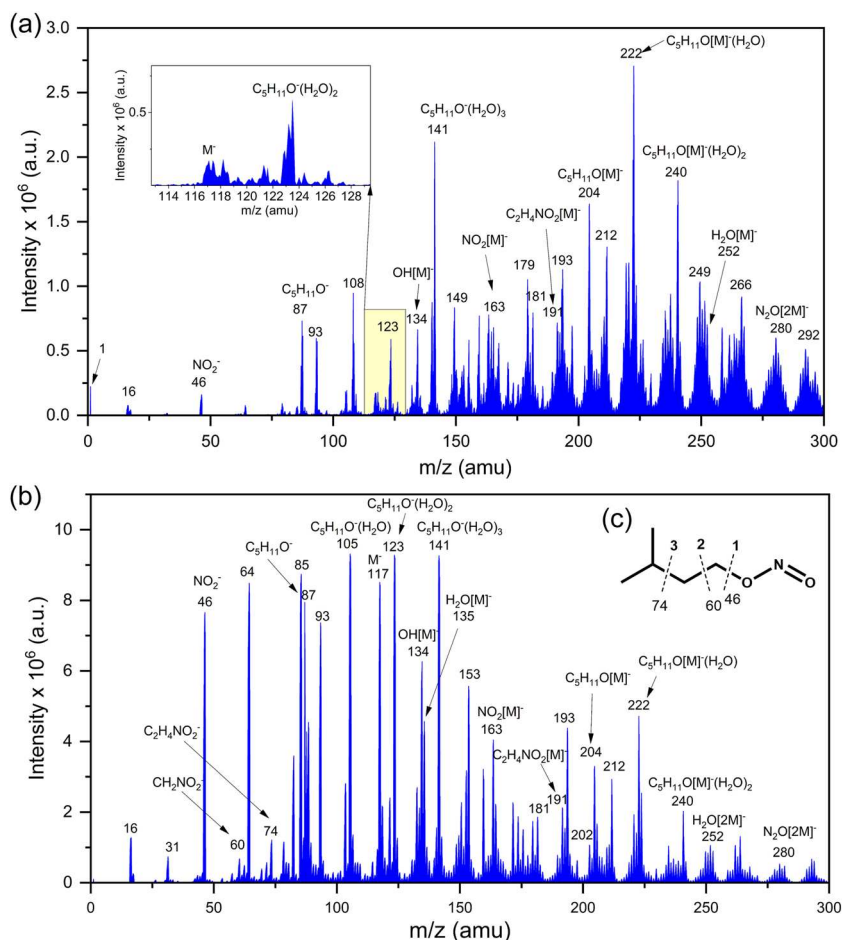 (a)
3.0
2.5
2.0
1.5
1.0
0.5
0.0
Intensity x 10⁶ (a.u.)
0 50 100 150 200 250 300
m/z (amu)
0.5
Intensity x 10⁶ (a.u.)
114 116 118 120 122 124 126 128
m/z (amu)
M⁻
C₅H₁₁O⁻(H₂O)₂
1
16
NO₂⁻
46
C₅H₁₁O⁻
87
93
108
123
OH[M]⁻
134
C₅H₁₁O⁻(H₂O)₃
141
149
NO₂[M]⁻
163
179
181
C₂H₄NO₂[M]⁻
191
193
C₅H₁₁O[M]⁻
204
212
C₅H₁₁O[M]⁻(H₂O)
222
C₅H₁₁O[M]⁻(H₂O)₂
240
249
H₂O[M]⁻
252
266
N₂O[2M]⁻
280
292
(b)
10
8
6
4
2
0
Intensity x 10⁶ (a.u.)
0 50 100 150 200 250 300
m/z (amu)
16
31
NO₂⁻
46
CH₂NO₂⁻
60
64
C₂H₄NO₂⁻
74
C₅H₁₁O⁻
85
87
93
C₅H₁₁O⁻(H₂O)
105
M⁻
117
C₅H₁₁O⁻(H₂O)₂
123
OH[M]⁻
134
H₂O[M]⁻
135
C₅H₁₁O⁻(H₂O)₃
141
153
NO₂[M]⁻
163
181
C₂H₄NO₂[M]⁻
191
193
202
C₅H₁₁O[M]⁻
204
212
C₅H₁₁O[M]⁻(H₂O)
222
C₅H₁₁O[M]⁻(H₂O)₂
240
H₂O[2M]⁻
252
N₂O[2M]⁻
280
(c)
3 2 1
N
O O
74 60 46